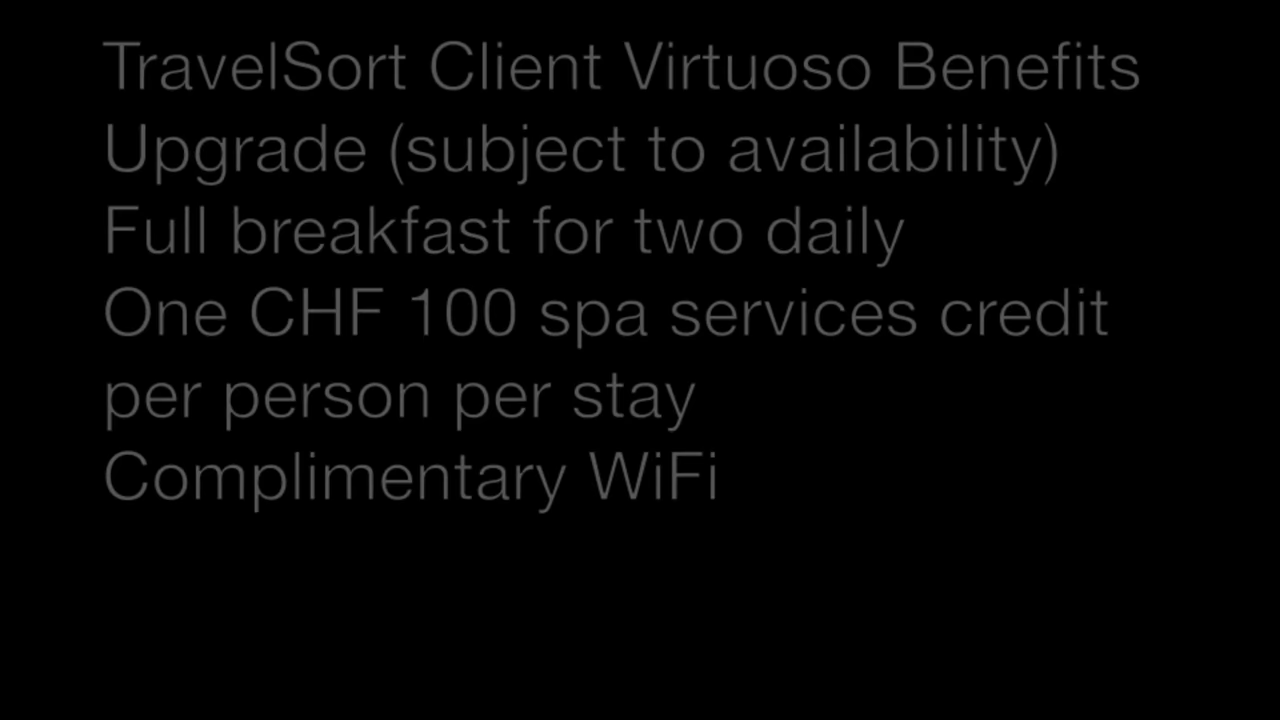 TravelSort Client Virtuoso Benefits
Upgrade (subject to availability)
Full breakfast for two daily
One CHF 100 spa services credit
per person per stay
Complimentary WiFi